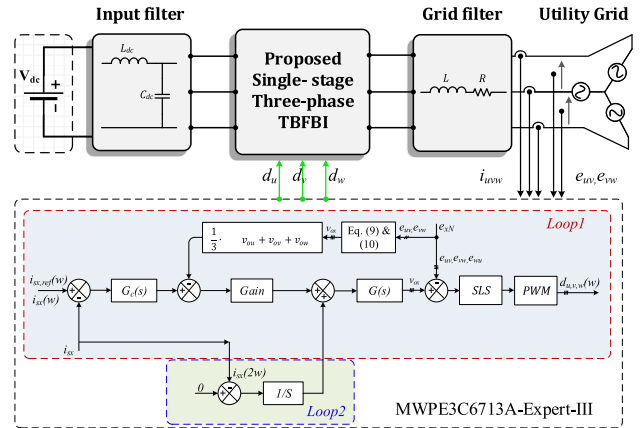 Input filter
Grid filter
Utility Grid
V_dc
+
L_dc
C_dc
Proposed
Single- stage
Three-phase
TBFBI
L
R
d_u
d_v
d_w
i_uvw
e_uv,e_vw
Loop1
1/3 · v_ou + v_ov + v_ow
v_ox
Eq. (9) &
(10)
e_uv,e_vw
e_xN
e_uv,e_vw,e_wu
i_sx,ref(w)
i_sx(w)
G_c(s)
Gain
G(s)
v_ox
SLS
PWM
d_u,v,w(w)
i_sx
i_sx(2w)
0
1/S
Loop2
MWPE3C6713A-Expert-III